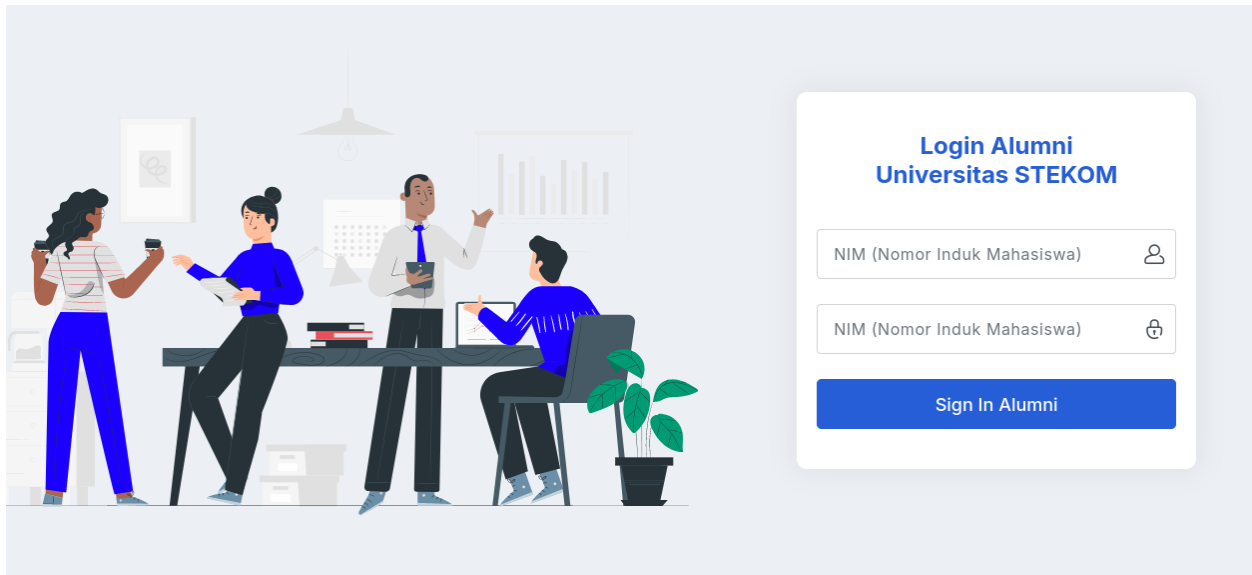 Login Alumni
Universitas STEKOM
NIM (Nomor Induk Mahasiswa)
NIM (Nomor Induk Mahasiswa)
Sign In Alumni